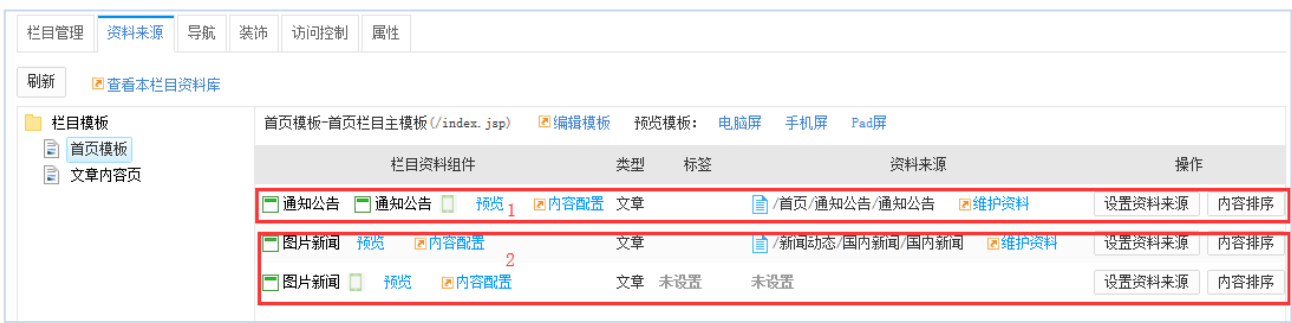 栏目管理 资料来源 导航 装饰 访问控制 属性
刷新 查看本栏目资料库
栏目模板
首页模板
文章内容页
首页模板-首页栏目主模板(/index.jsp) 编辑模板 预览模板: 电脑屏 手机屏 Pad屏
栏目资料组件 类型 标签 资料来源 操作
通知公告 通知公告 预览 1 内容配置 文章 /首页/通知公告/通知公告 维护资料 设置资料来源 内容排序
图片新闻 预览 内容配置 文章 /新闻动态/国内新闻/国内新闻 维护资料 设置资料来源 内容排序
2
图片新闻 预览 内容配置 文章 未设置 未设置 设置资料来源 内容排序